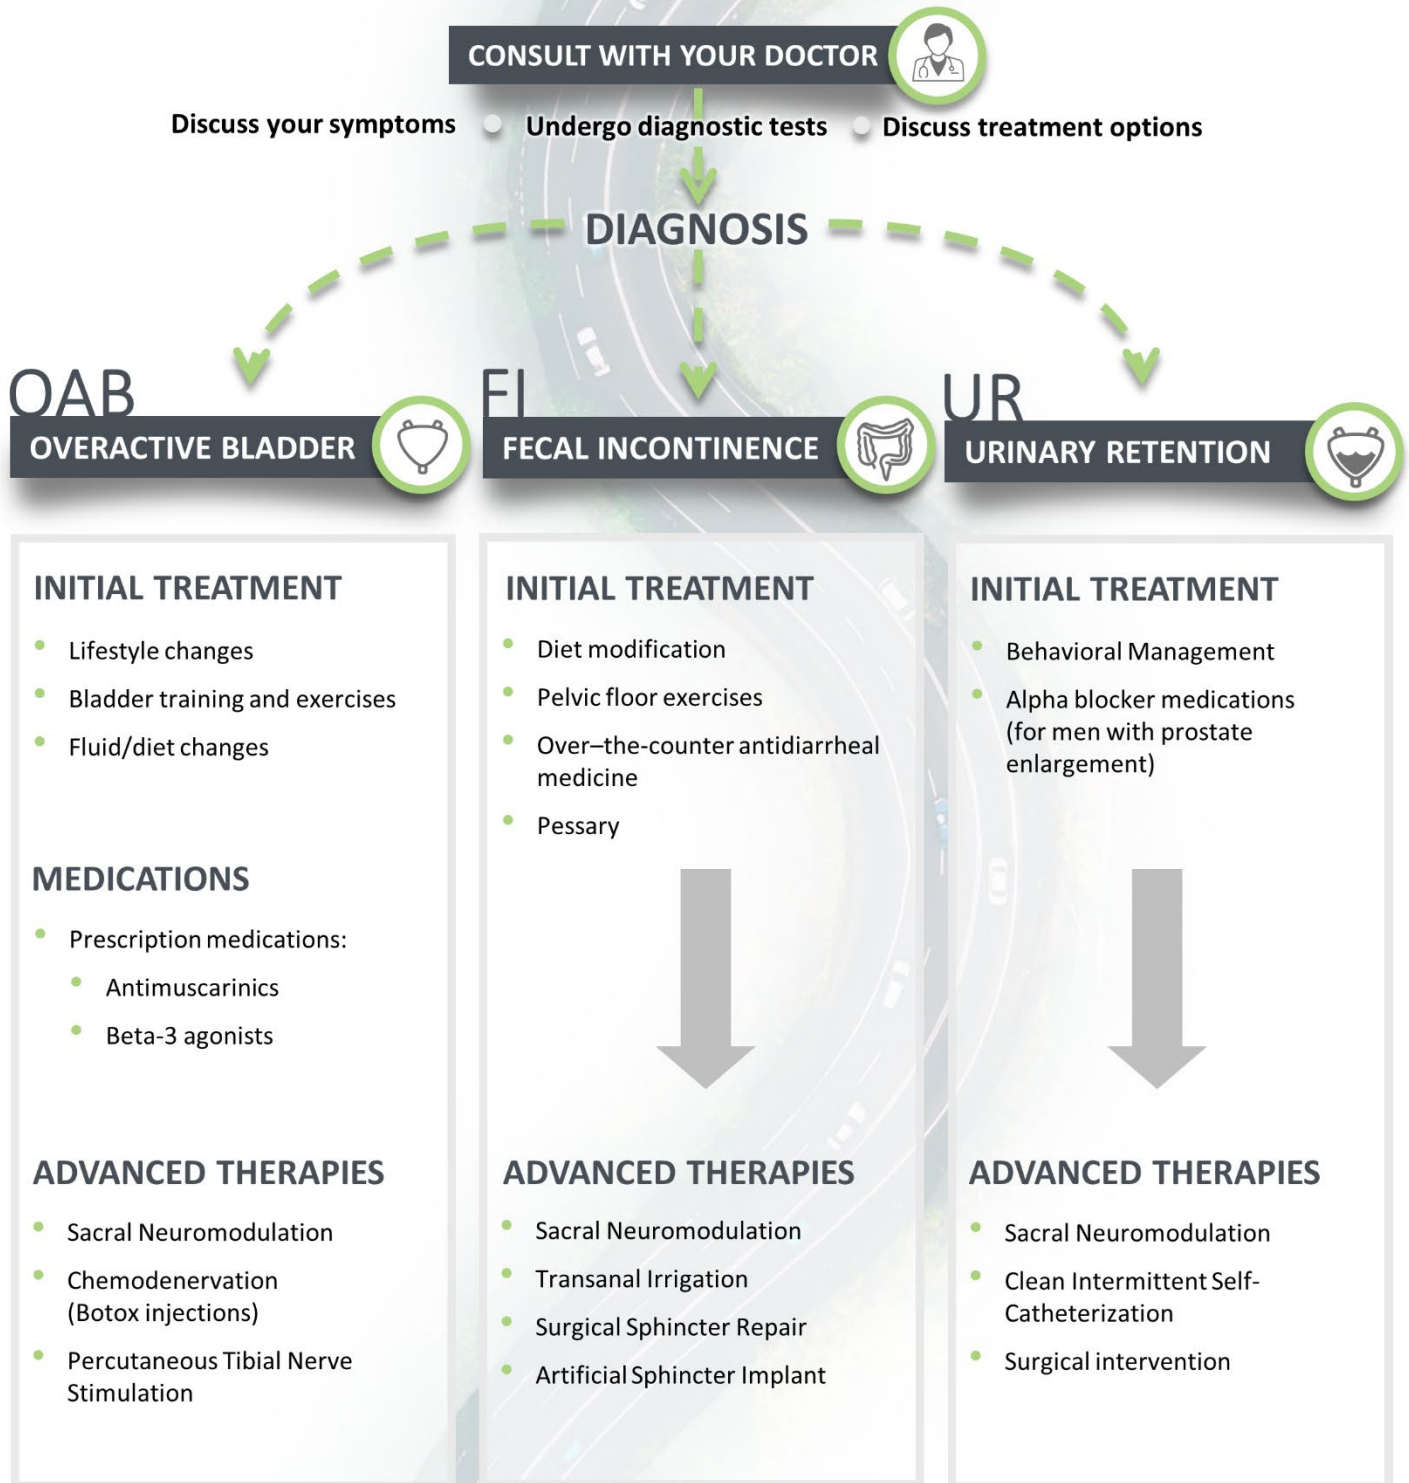 CONSULT WITH YOUR DOCTOR
Discuss your symptoms
Undergo diagnostic tests
Discuss treatment options
DIAGNOSIS
OAB
OVERACTIVE BLADDER
INITIAL TREATMENT
Lifestyle changes
Bladder training and exercises
Fluid/diet changes
MEDICATIONS
Prescription medications:
Antimuscarinics
Beta-3 agonists
ADVANCED THERAPIES
Sacral Neuromodulation
Chemodenervation
(Botox injections)
Percutaneous Tibial Nerve
Stimulation
FI
FECAL INCONTINENCE
INITIAL TREATMENT
Diet modification
Pelvic floor exercises
Over–the-counter antidiarrheal
medicine
Pessary
ADVANCED THERAPIES
Sacral Neuromodulation
Transanal Irrigation
Surgical Sphincter Repair
Artificial Sphincter Implant
UR
URINARY RETENTION
INITIAL TREATMENT
Behavioral Management
Alpha blocker medications
(for men with prostate
enlargement)
ADVANCED THERAPIES
Sacral Neuromodulation
Clean Intermittent Self-
Catheterization
Surgical intervention